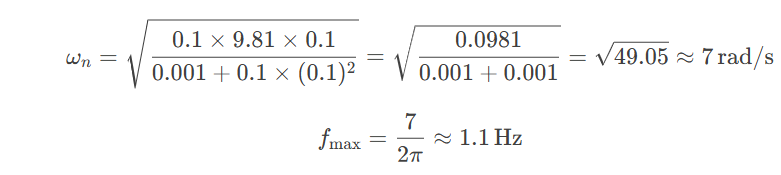 ω_n = √((0.1 × 9.81 × 0.1)/(0.001 + 0.1 × (0.1)²)) = √(0.0981/(0.001 + 0.001)) = √49.05 ≈ 7 rad/s
f_max = 7/(2π) ≈ 1.1 Hz